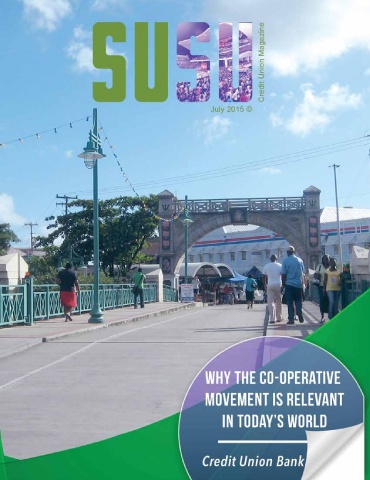 SUSU
Credit Union Magazine
July 2015 ©
WHY THE CO-OPERATIVE
MOVEMENT IS RELEVANT
IN TODAY'S WORLD
Credit Union Bank